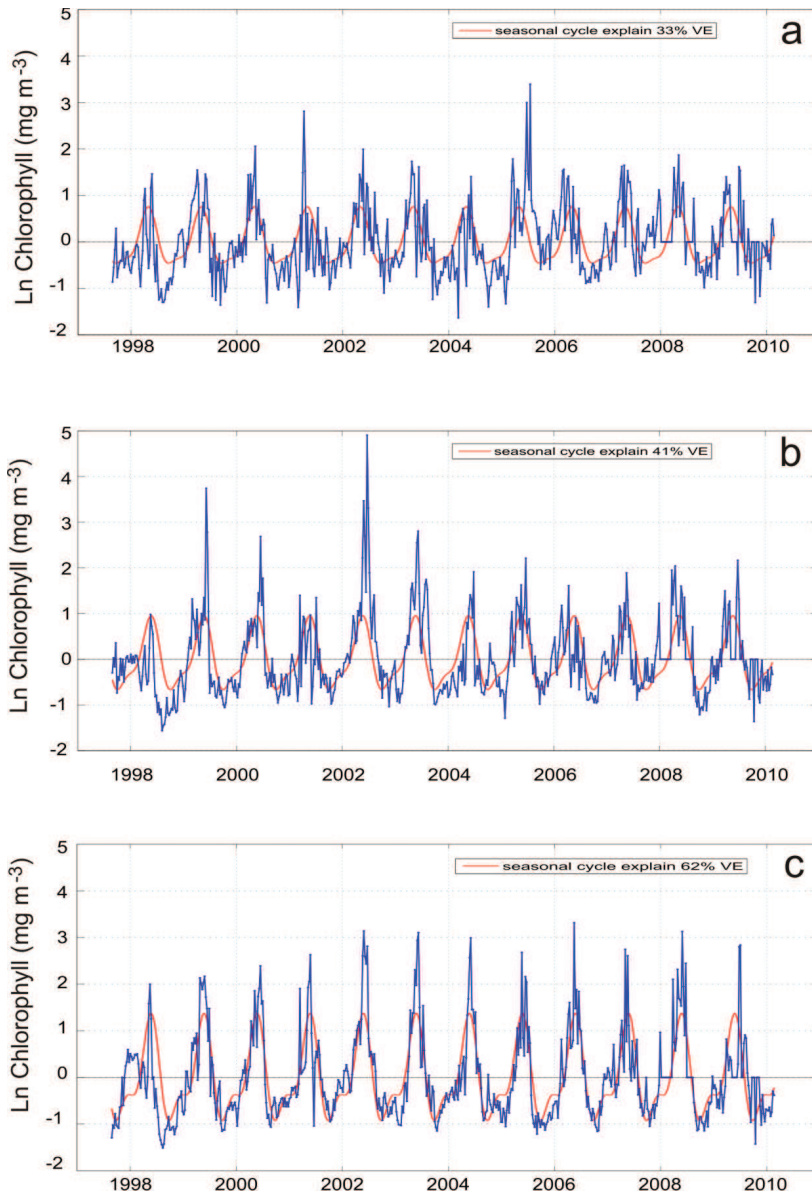 5
4
3
2
1
0
-1
-2
Ln Chlorophyll (mg m-3)
seasonal cycle explain 33% VE
a
1998 2000 2002 2004 2006 2008 2010
5
4
3
2
1
0
-1
-2
Ln Chlorophyll (mg m-3)
seasonal cycle explain 41% VE
b
1998 2000 2002 2004 2006 2008 2010
5
4
3
2
1
0
-1
-2
Ln Chlorophyll (mg m-3)
seasonal cycle explain 62% VE
c
1998 2000 2002 2004 2006 2008 2010